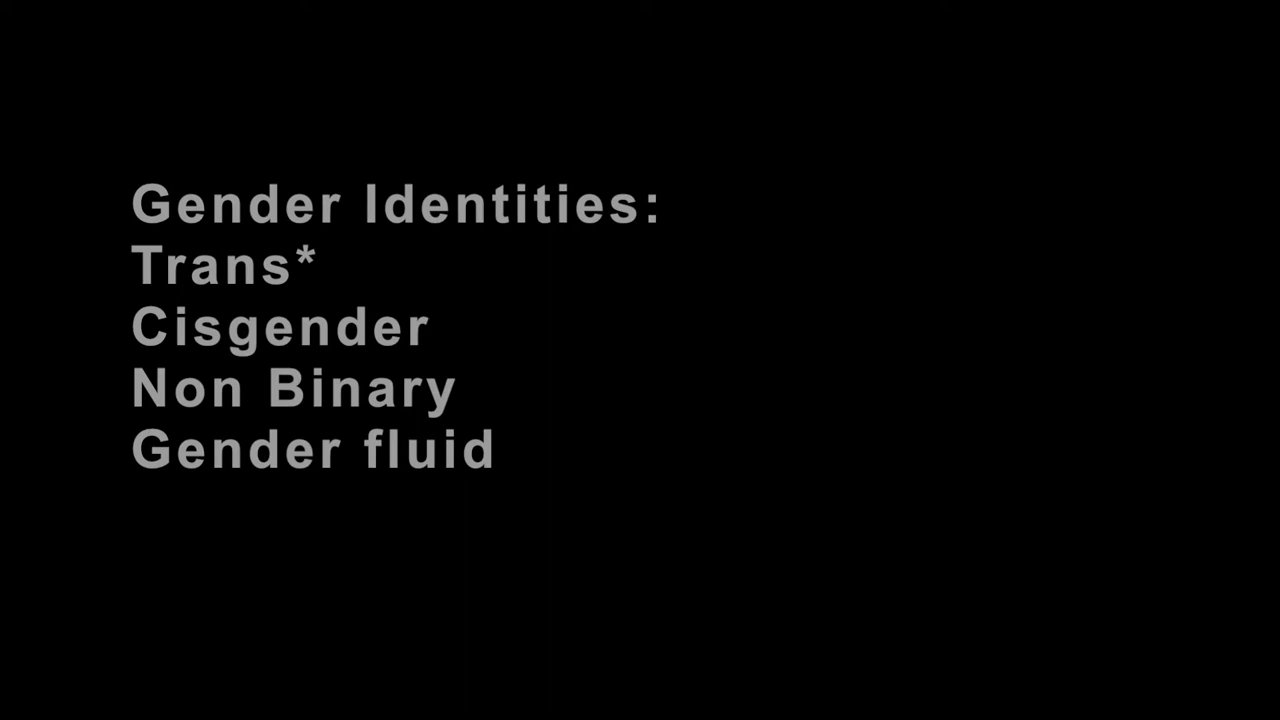 Gender Identities:
Trans*
Cisgender
Non Binary
Gender fluid